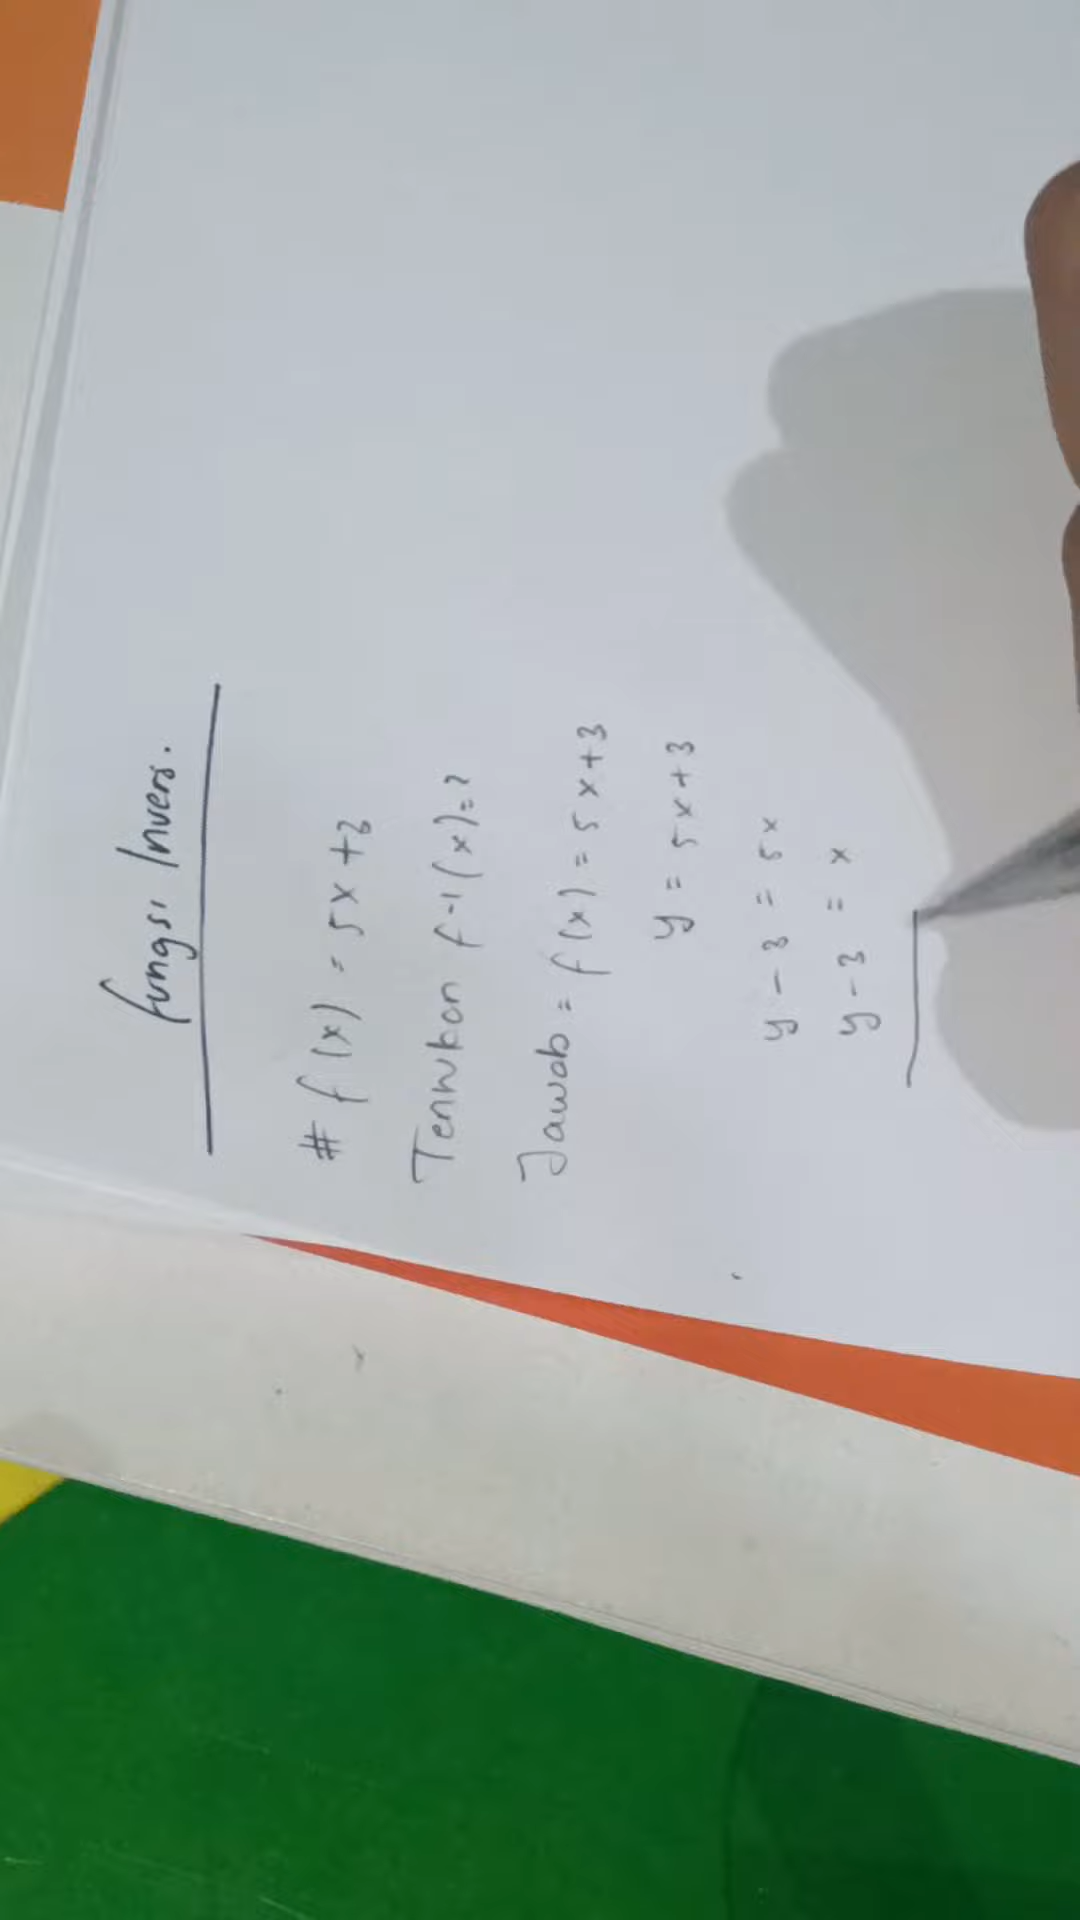 Fungsi Invers.
# f(x) = 5x + 3
Tentukan f-1(x) = ?
Jawab = f(x) = 5x + 3
y = 5x + 3
y - 3 = 5x
y - 3 = x